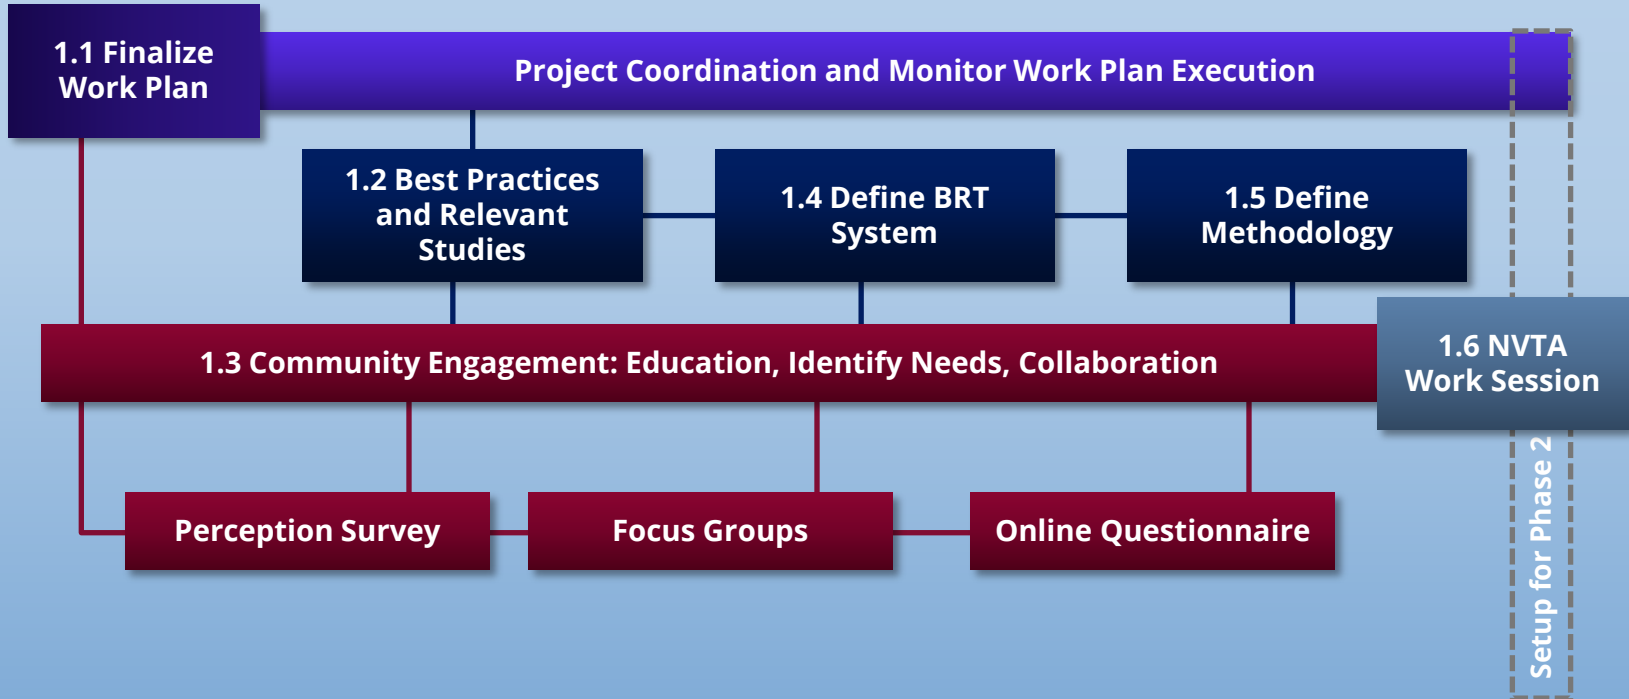 1.1 Finalize
Work Plan
Project Coordination and Monitor Work Plan Execution
1.2 Best Practices
and Relevant
Studies
1.4 Define BRT
System
1.5 Define
Methodology
1.3 Community Engagement: Education, Identify Needs, Collaboration
1.6 NVTA
Work Session
Perception Survey
Focus Groups
Online Questionnaire
Setup for Phase 2